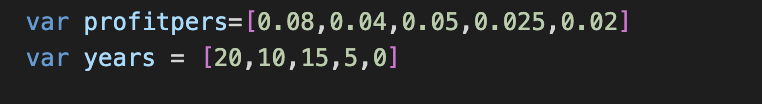 var profitpers=[0.08,0.04,0.05,0.025,0.02]
var years = [20,10,15,5,0]